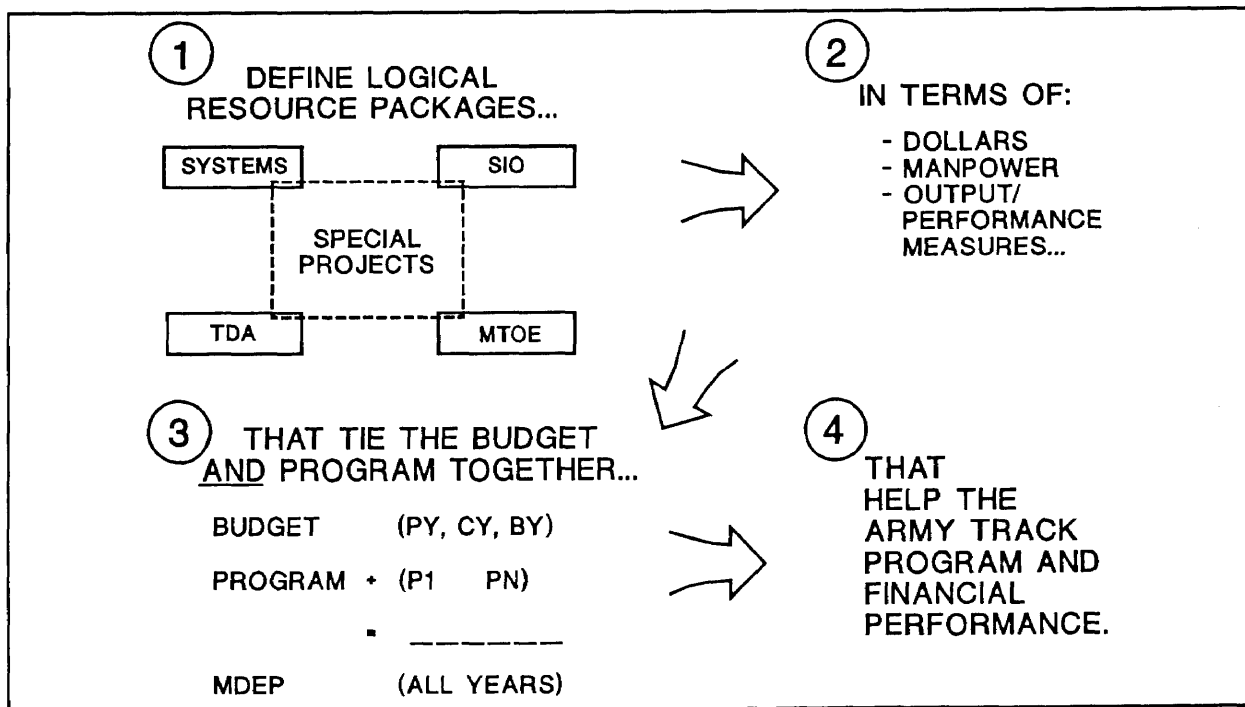 1
DEFINE LOGICAL
RESOURCE PACKAGES...
SYSTEMS
SIO
SPECIAL
PROJECTS
TDA
MTOE
2
IN TERMS OF:
- DOLLARS
- MANPOWER
- OUTPUT/
PERFORMANCE
MEASURES...
3
THAT TIE THE BUDGET
AND PROGRAM TOGETHER...
BUDGET (PY, CY, BY)
PROGRAM + (P1 PN)
= ______
MDEP (ALL YEARS)
4
THAT
HELP THE
ARMY TRACK
PROGRAM AND
FINANCIAL
PERFORMANCE.